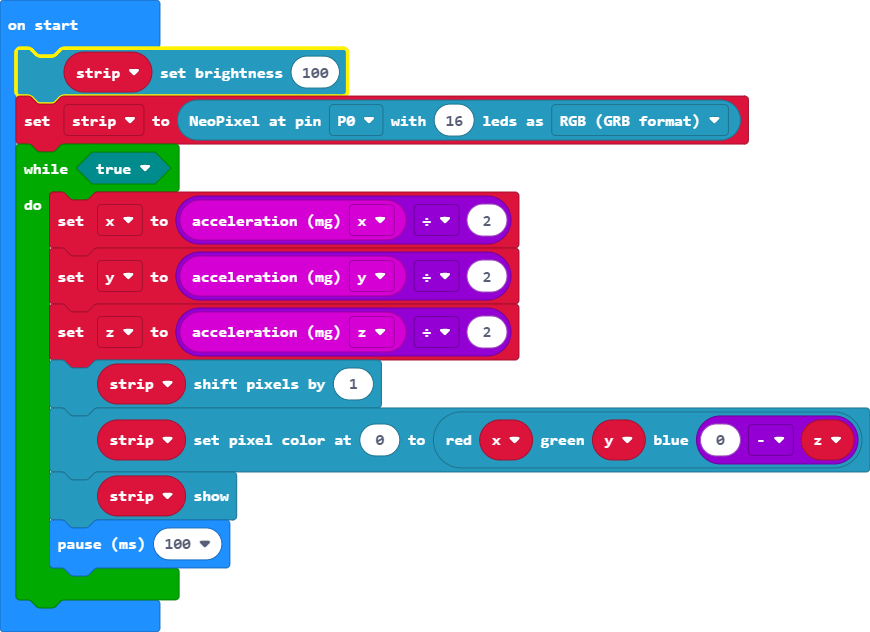 on start
strip set brightness 100
set strip to NeoPixel at pin P0 with 16 leds as RGB (GRB format)
while true
do
set x to acceleration (mg) x ÷ 2
set y to acceleration (mg) y ÷ 2
set z to acceleration (mg) z ÷ 2
strip shift pixels by 1
strip set pixel color at 0 to red x green y blue 0 - z
strip show
pause (ms) 100